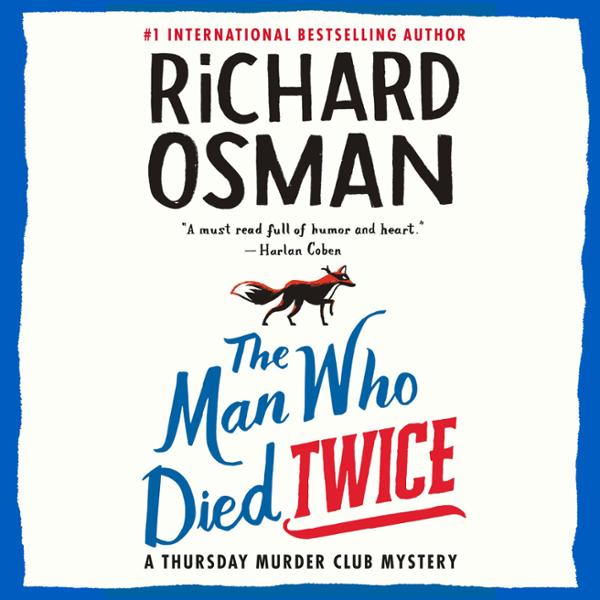 #1 INTERNATIONAL BESTSELLING AUTHOR
RiCHARD
OSMAN
"A must read full of humor and heart."
— Harlan Coben
The
Man Who
Died TWICE
A THURSDAY MURDER CLUB MYSTERY